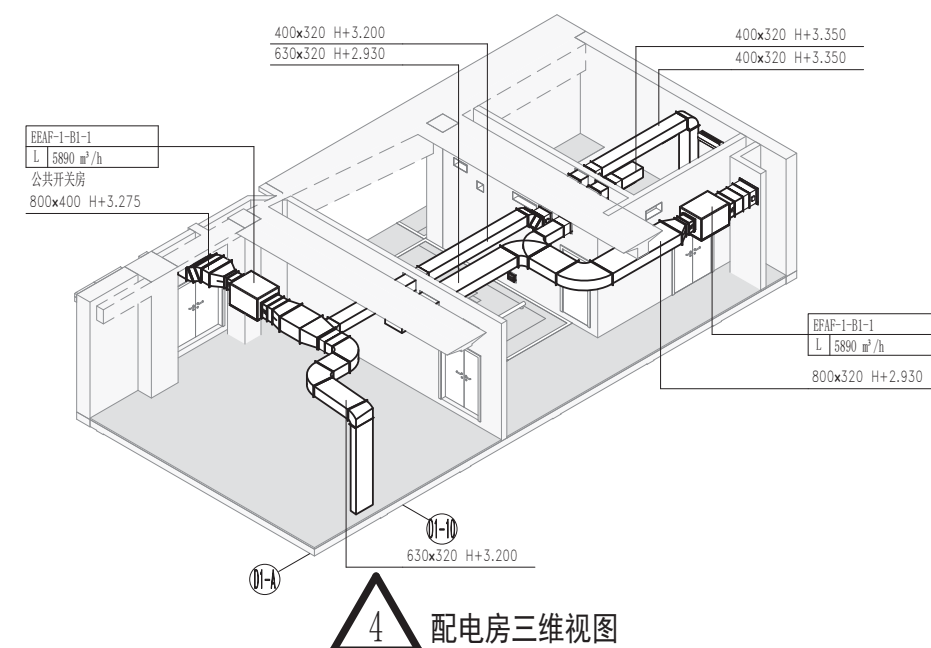 400x320 H+3.200
630x320 H+2.930
400x320 H+3.350
400x320 H+3.350
EEAF-1-B1-1
L 5890 m³/h
公共开关房
800x400 H+3.275
EFAF-1-B1-1
L 5890 m³/h
800x320 H+2.930
D1-10
630x320 H+3.200
D1-A
4 配电房三维视图